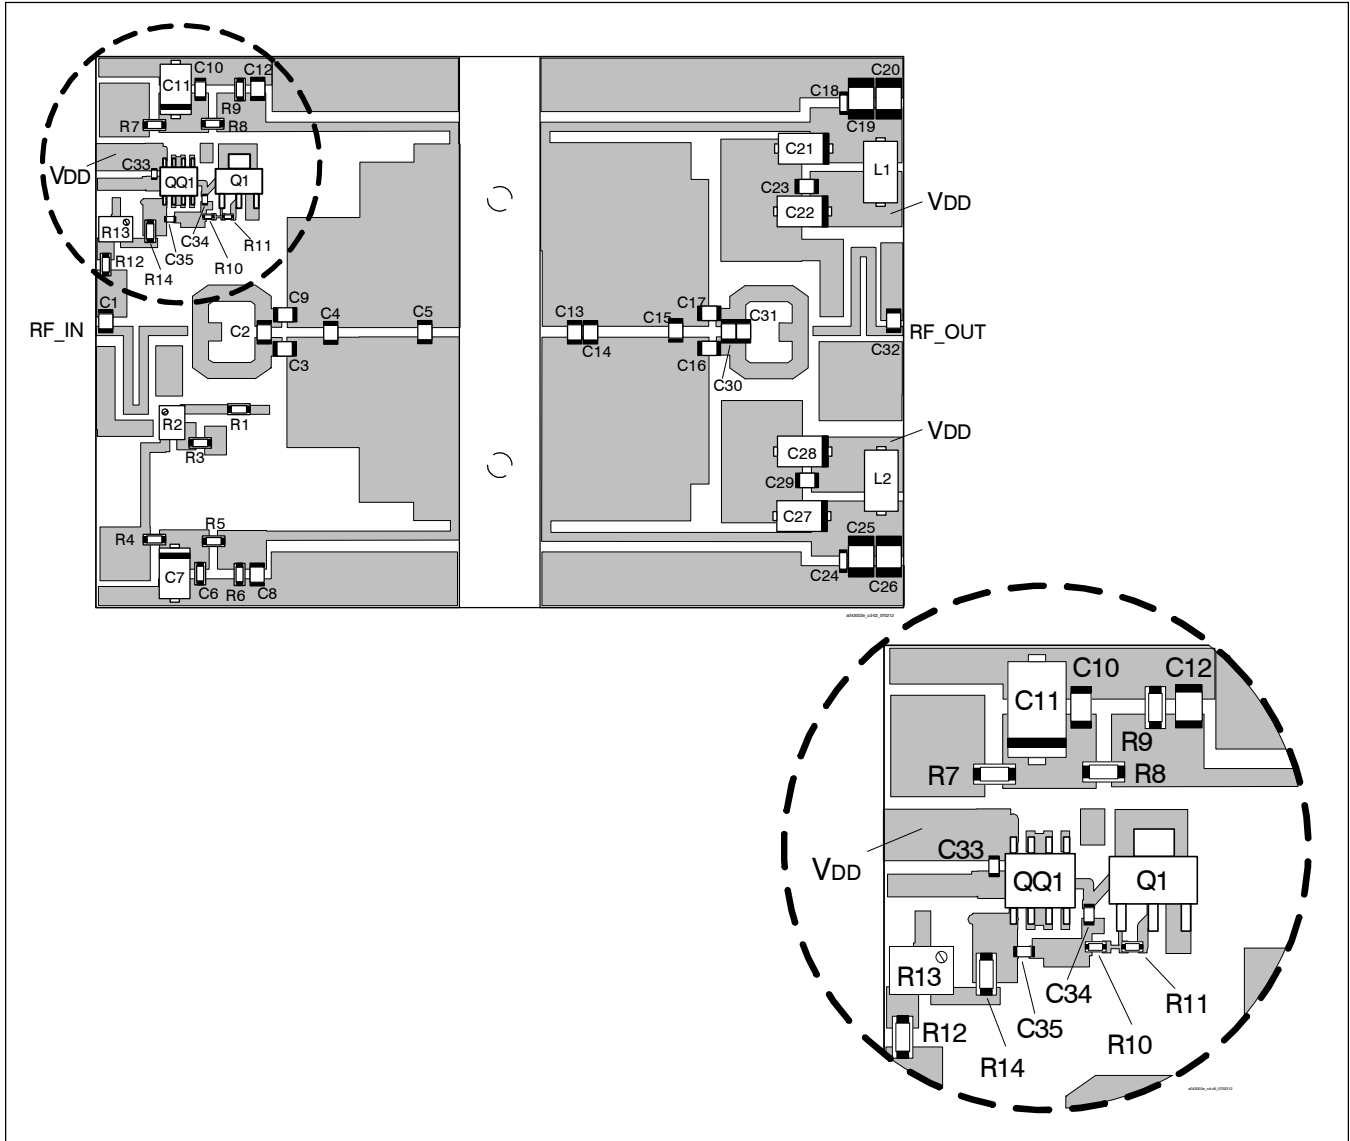 C10 C12
C11
R9
R7 R8
C33
VDD
QQ1 Q1
R13
C34 R11
C35 R10
R12
R14
C1
RF_IN
C9
C4 C5
C2
C3
R2 R1
R3
R5
R4
C7
C6 R6 C8
C20
C18
C19
C21
L1
C23
VDD
C22
C17
C13 C15 C31
RF_OUT
C14 C16 C32
C30
VDD
C28
C29 L2
C27
C25
C24 C26
C10 C12
C11
R9
R7 R8
C33
VDD
QQ1 Q1
R13
C34 R11
C35
R12 R10
R14